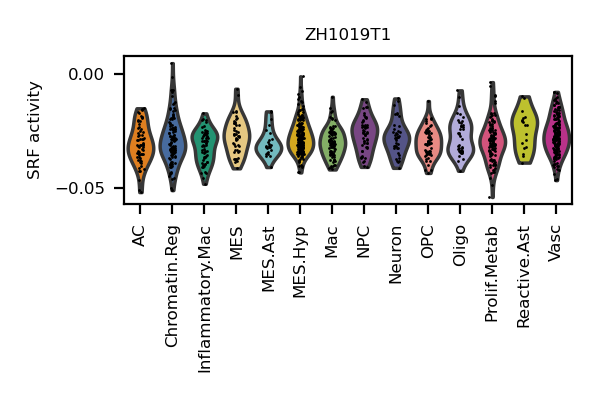 ZH1019T1
SRF activity
0.00
−0.05
AC
Chromatin.Reg
Inflammatory.Mac
MES
MES.Ast
MES.Hyp
Mac
NPC
Neuron
OPC
Oligo
Prolif.Metab
Reactive.Ast
Vasc